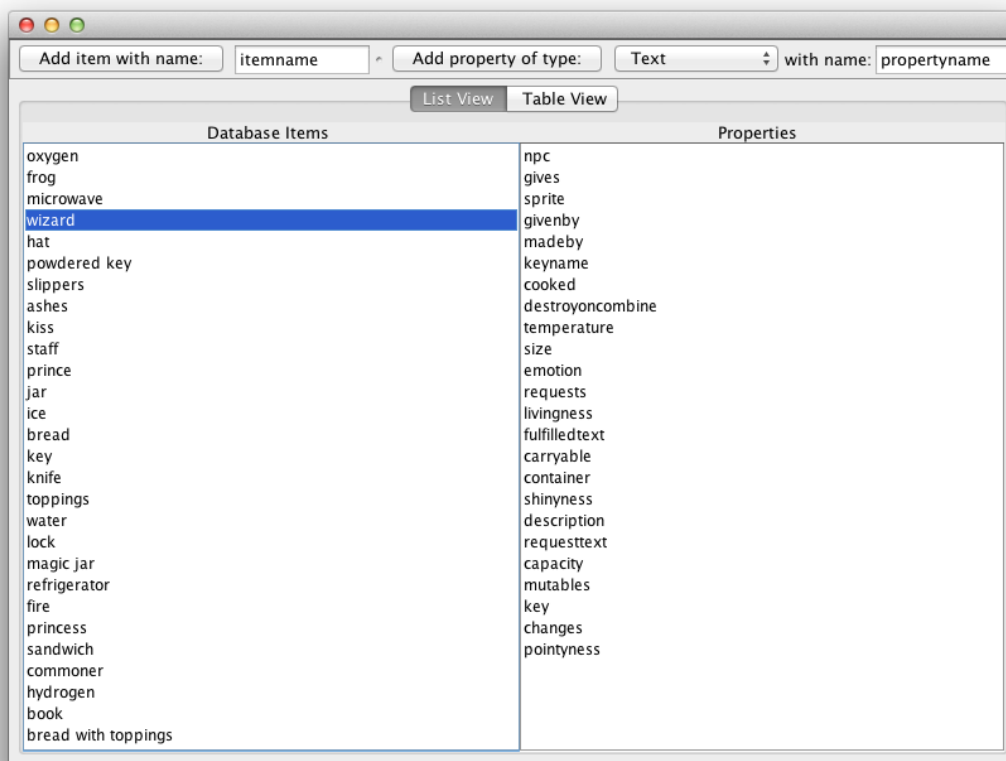 Add item with name: itemname Add property of type: Text with name: propertyname
List View Table View
Database Items Properties
oxygen npc
frog gives
microwave sprite
wizard givenby
hat madeby
powdered key keyname
slippers cooked
ashes destroyoncombine
kiss temperature
staff size
prince emotion
jar requests
ice livingness
bread fulfilledtext
key carryable
knife container
toppings shinyness
water description
lock requesttext
magic jar capacity
refrigerator mutables
fire key
princess changes
sandwich pointyness
commoner
hydrogen
book
bread with toppings